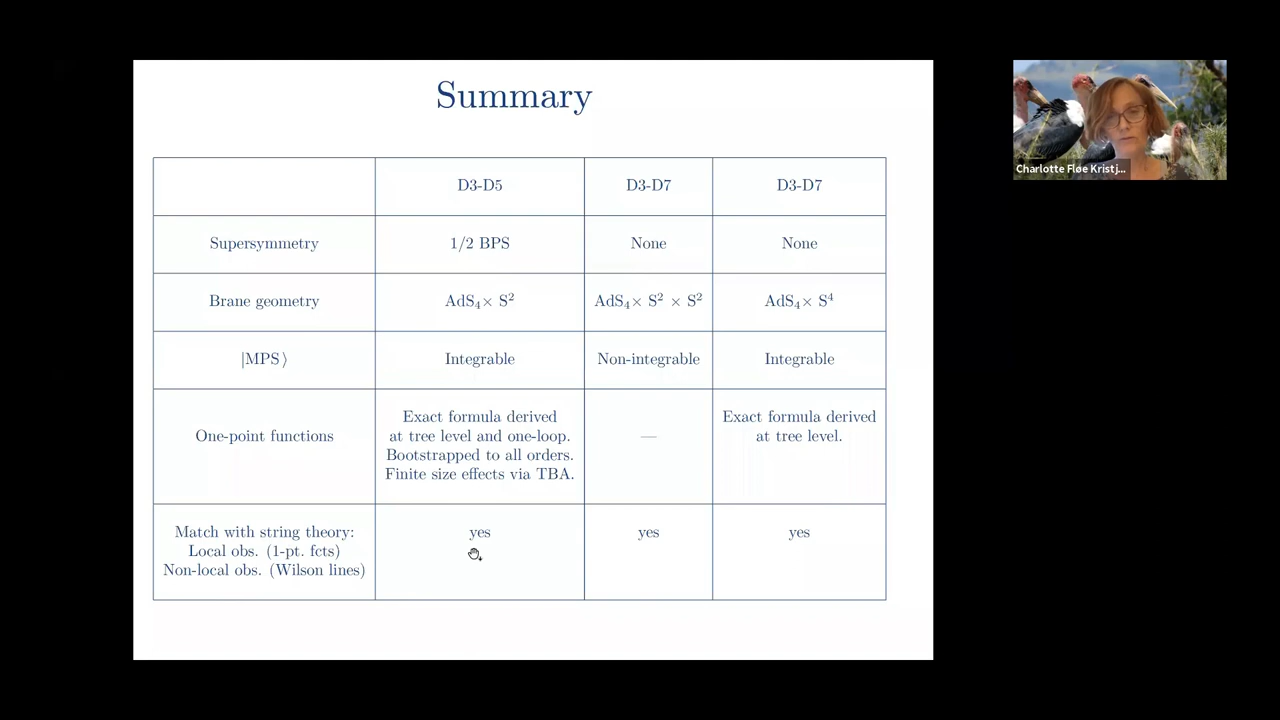 Summary
D3-D5 D3-D7 D3-D7
Supersymmetry 1/2 BPS None None
Brane geometry AdS₄× S² AdS₄× S² × S² AdS₄× S⁴
|MPS⟩ Integrable Non-integrable Integrable
One-point functions
Exact formula derived
at tree level and one-loop.
Bootstrapped to all orders.
Finite size effects via TBA.
—
Exact formula derived
at tree level.
Match with string theory:
Local obs. (1-pt. fcts)
Non-local obs. (Wilson lines)
yes yes yes
Charlotte Fløe Kristj...